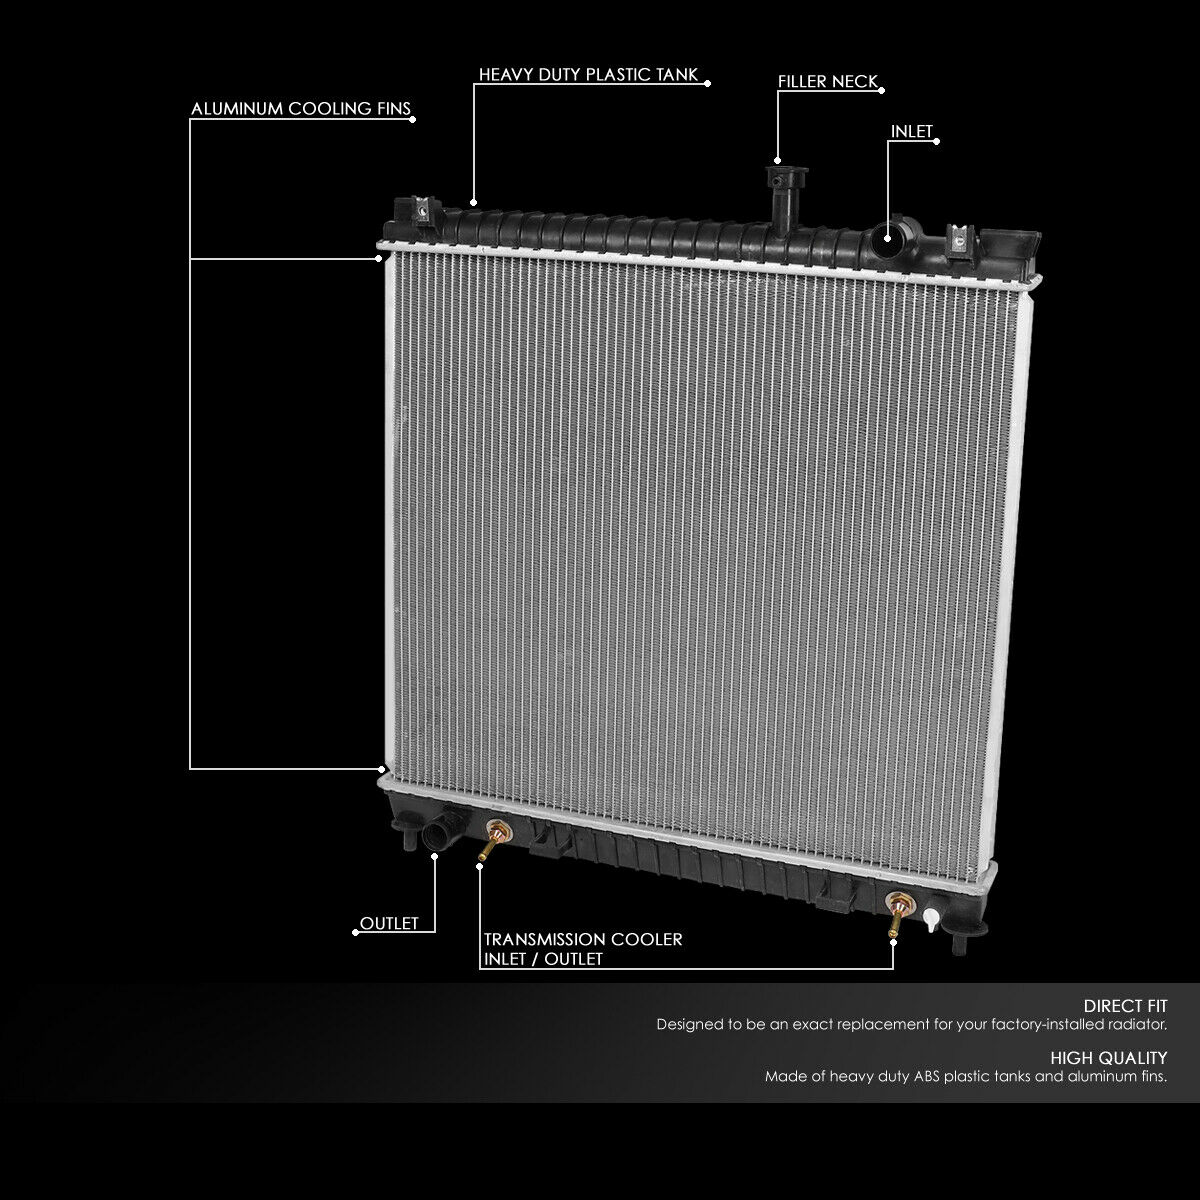 HEAVY DUTY PLASTIC TANK
FILLER NECK
ALUMINUM COOLING FINS
INLET
OUTLET
TRANSMISSION COOLER
INLET / OUTLET
DIRECT FIT
Designed to be an exact replacement for your factory-installed radiator.
HIGH QUALITY
Made of heavy duty ABS plastic tanks and aluminum fins.